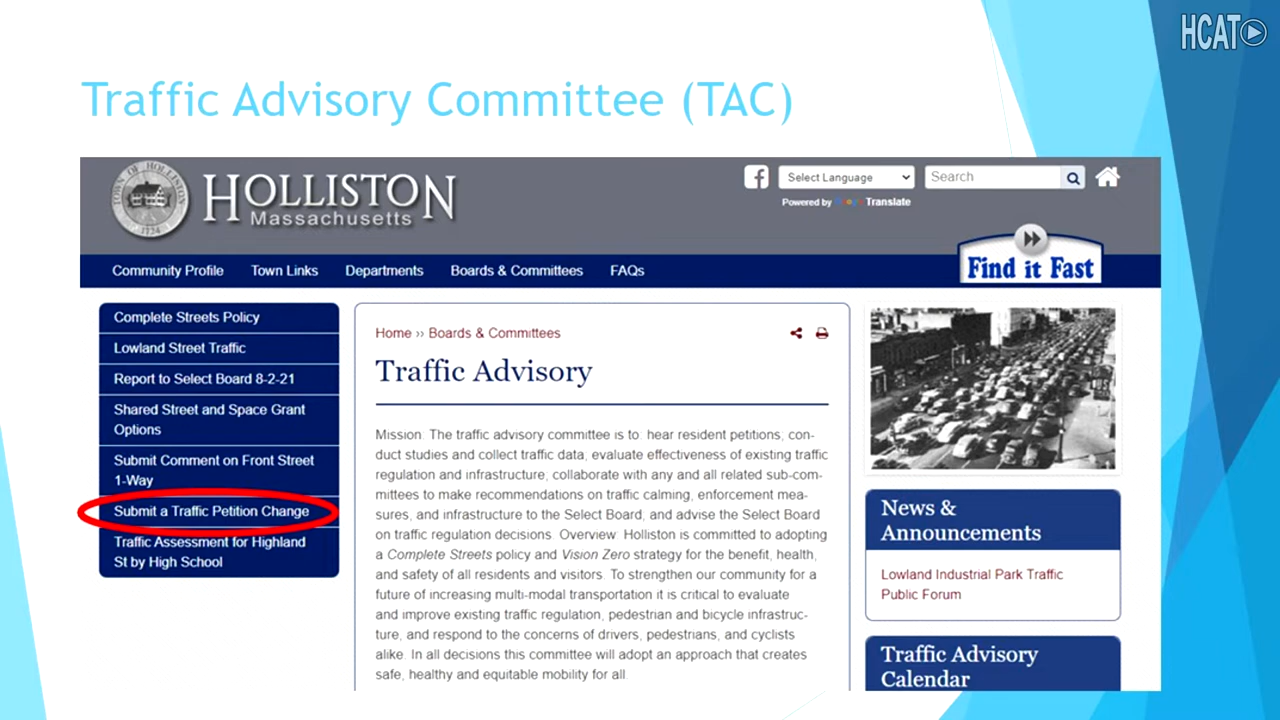 HCAT
Traffic Advisory Committee (TAC)
TOWN OF HOLLISTON
1724
HOLLISTON
Massachusetts
Select Language
Search
Powered by Translate
Find it Fast
Community Profile Town Links Departments Boards & Committees FAQs
Complete Streets Policy
Lowland Street Traffic
Report to Select Board 8-2-21
Shared Street and Space Grant
Options
Submit Comment on Front Street
1-Way
Submit a Traffic Petition Change
Traffic Assessment for Highland
St by High School
Home ›› Boards & Committees
Traffic Advisory
Mission: The traffic advisory committee is to: hear resident petitions, con-
duct studies and collect traffic data, evaluate effectiveness of existing traffic
regulation and infrastructure, collaborate with any and all related sub-com-
mittees to make recommendations on traffic calming, enforcement mea-
sures, and infrastructure to the Select Board, and advise the Select Board
on traffic regulation decisions. Overview: Holliston is committed to adopting
a Complete Streets policy and Vision Zero strategy for the benefit, health,
and safety of all residents and visitors. To strengthen our community for a
future of increasing multi-modal transportation it is critical to evaluate
and improve existing traffic regulation, pedestrian and bicycle infrastruc-
ture, and respond to the concerns of drivers, pedestrians, and cyclists
alike. In all decisions this committee will adopt an approach that creates
safe, healthy and equitable mobility for all.
News &
Announcements
Lowland Industrial Park Traffic
Public Forum
Traffic Advisory
Calendar